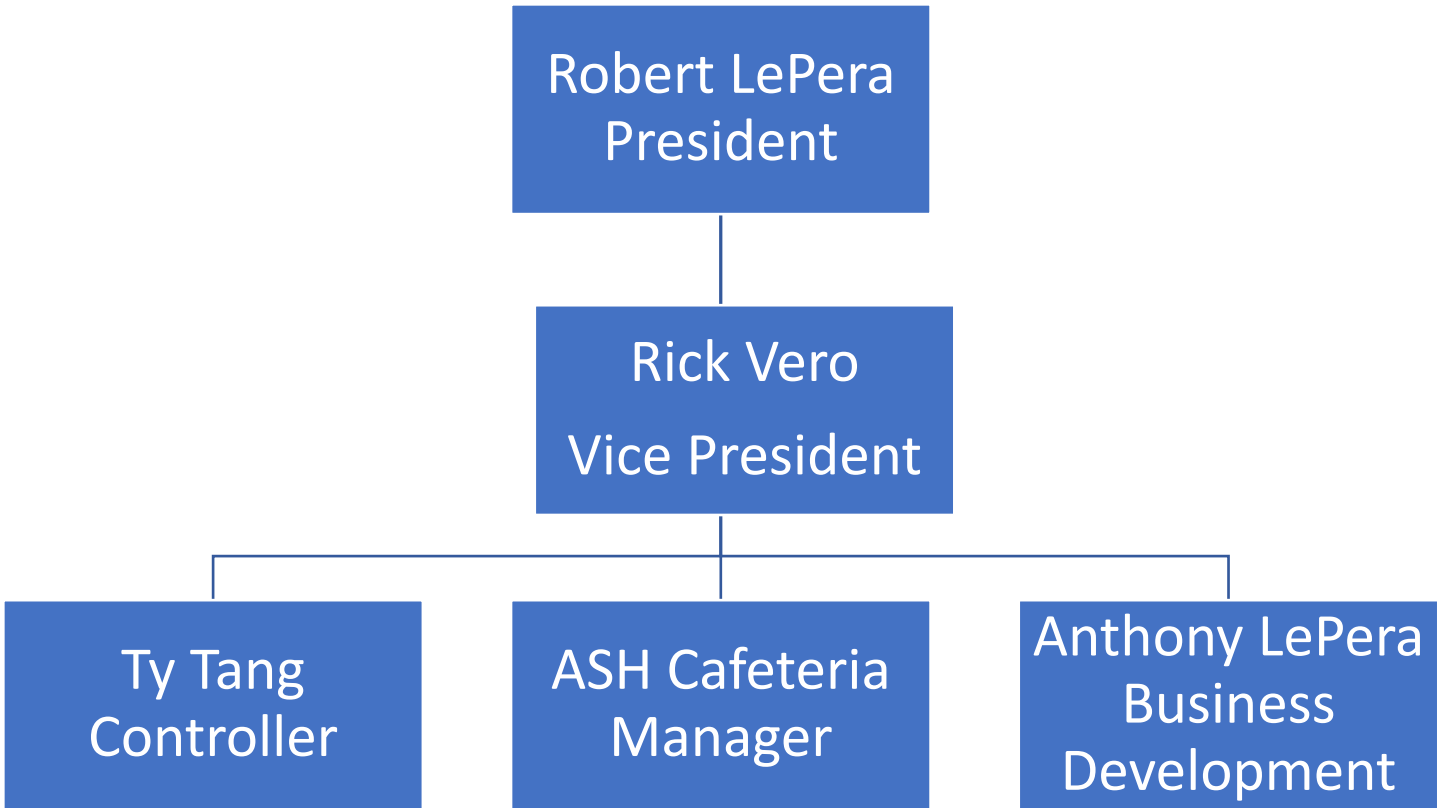 Robert LePera
President
Rick Vero
Vice President
Ty Tang
Controller
ASH Cafeteria
Manager
Anthony LePera
Business
Development